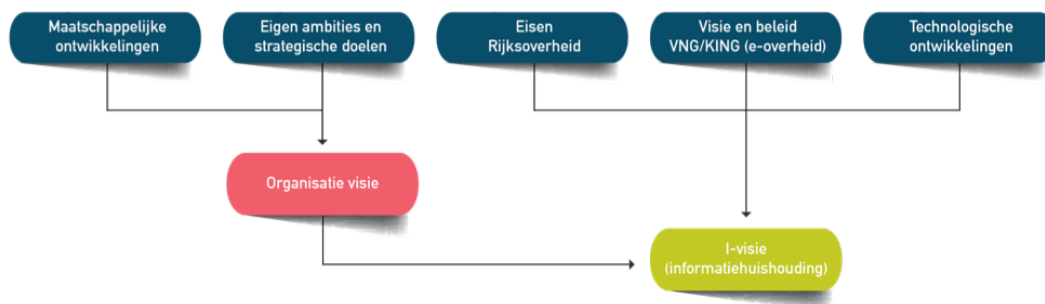 Maatschappelijke
ontwikkelingen
Eigen ambities en
strategische doelen
Eisen
Rijksoverheid
Visie en beleid
VNG/KING (e-overheid)
Technologische
ontwikkelingen
Organisatie visie
I-visie
(informatiehuishouding)